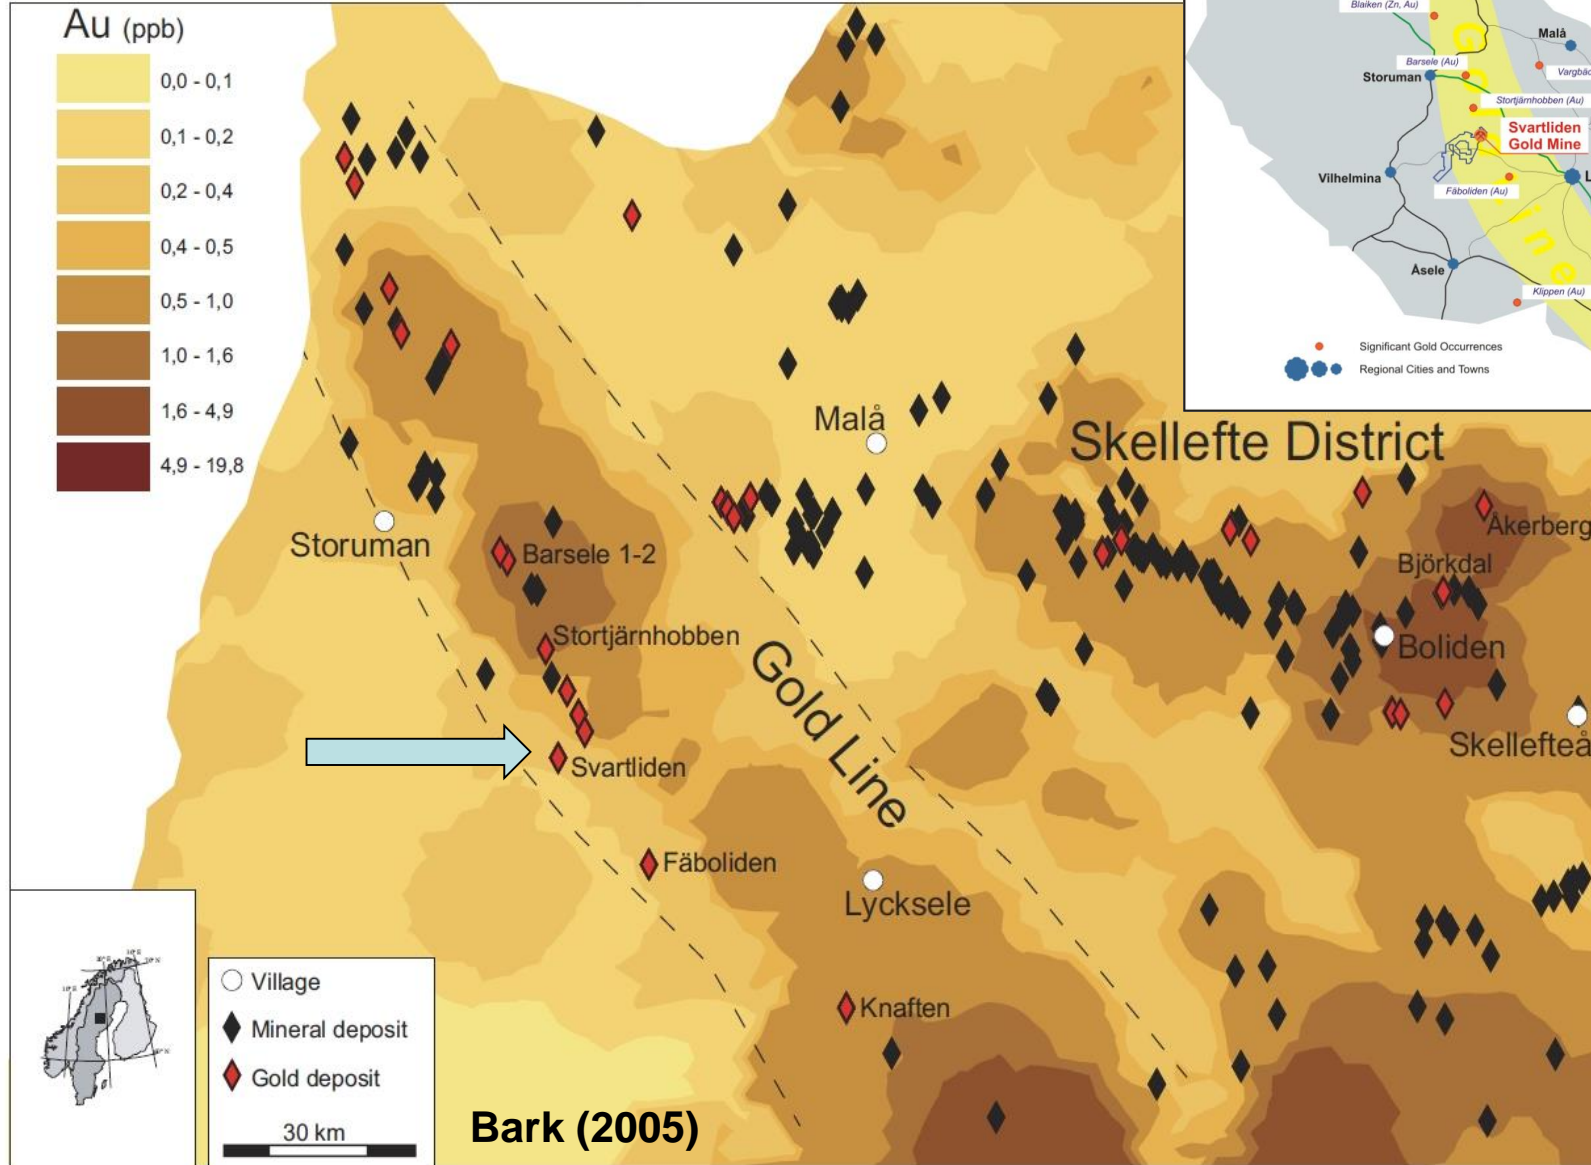 Au (ppb)
0,0 - 0,1
0,1 - 0,2
0,2 - 0,4
0,4 - 0,5
0,5 - 1,0
1,0 - 1,6
1,6 - 4,9
4,9 - 19,8
Blaiken (Zn, Au)
Malå
Barsele (Au)
Storuman
Stortjärnhobben (Au)
Svartliden
Gold Mine
Vilhelmina
Fäboliden (Au)
L
Gold Line
Åsele
Klippen (Au)
Significant Gold Occurrences
Regional Cities and Towns
Malå
Skellefte District
Storuman
Barsele 1-2
Åkerberg
Björkdal
Stortjärnhobben
Boliden
Gold Line
Skellefteå
Svartliden
Fäboliden
Lycksele
Knaften
Village
Mineral deposit
Gold deposit
30 km
Bark (2005)